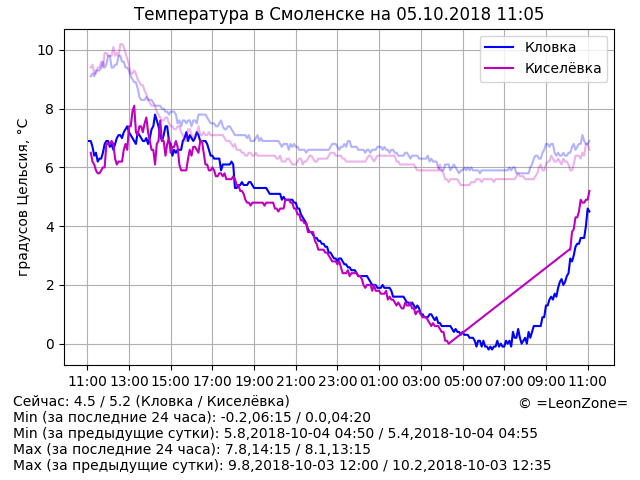 Температура в Смоленске на 05.10.2018 11:05
Кловка
Киселёвка
градусов Цельсия, °C
10
8
6
4
2
0
11:00 13:00 15:00 17:00 19:00 21:00 23:00 01:00 03:00 05:00 07:00 09:00 11:00
Сейчас: 4.5 / 5.2 (Кловка / Киселёвка)
© =LeonZone=
Min (за последние 24 часа): -0.2,06:15 / 0.0,04:20
Min (за предыдущие сутки): 5.8,2018-10-04 04:50 / 5.4,2018-10-04 04:55
Max (за последние 24 часа): 7.8,14:15 / 8.1,13:15
Max (за предыдущие сутки): 9.8,2018-10-03 12:00 / 10.2,2018-10-03 12:35